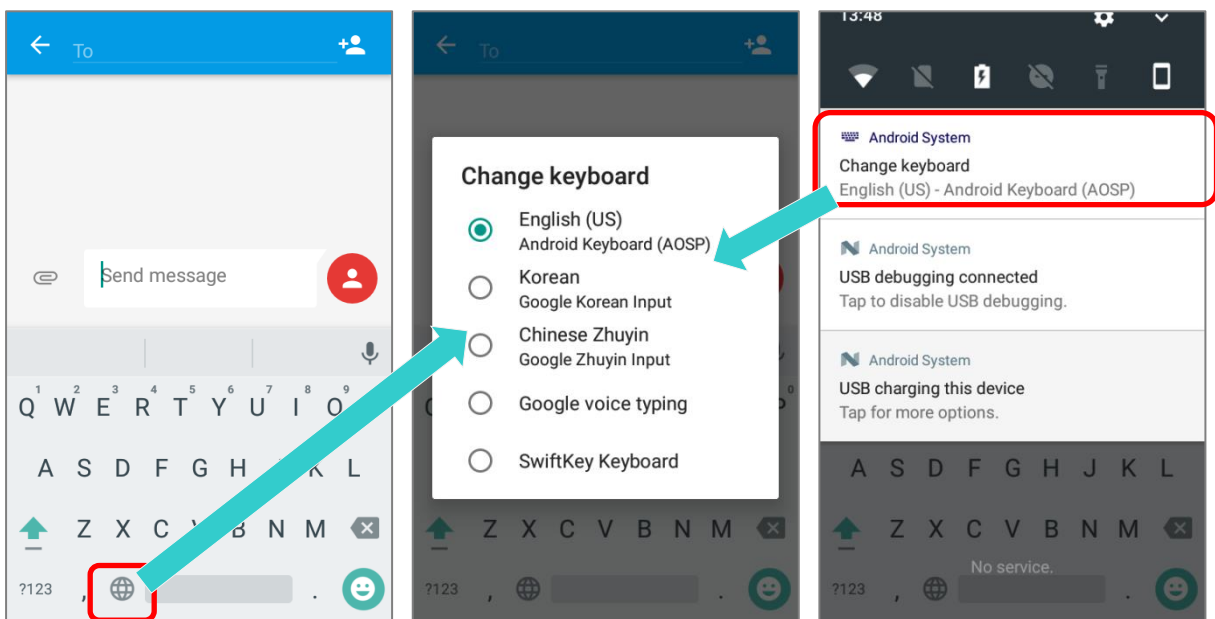 To
Send message
1 2 3 4 5 6 7 8 9
Q W E R T Y U I O
A S D F G H K L
Z X C V B N M
?123 , .
To
Change keyboard
English (US)
Android Keyboard (AOSP)
Korean
Google Korean Input
Chinese Zhuyin
Google Zhuyin Input
Google voice typing
SwiftKey Keyboard
0
Z X C V B N M
?123 , .
13:48
Android System
Change keyboard
English (US) - Android Keyboard (AOSP)
Android System
USB debugging connected
Tap to disable USB debugging.
Android System
USB charging this device
Tap for more options.
A S D F G H J K L
Z X C V B N M
No service.
?123 , .